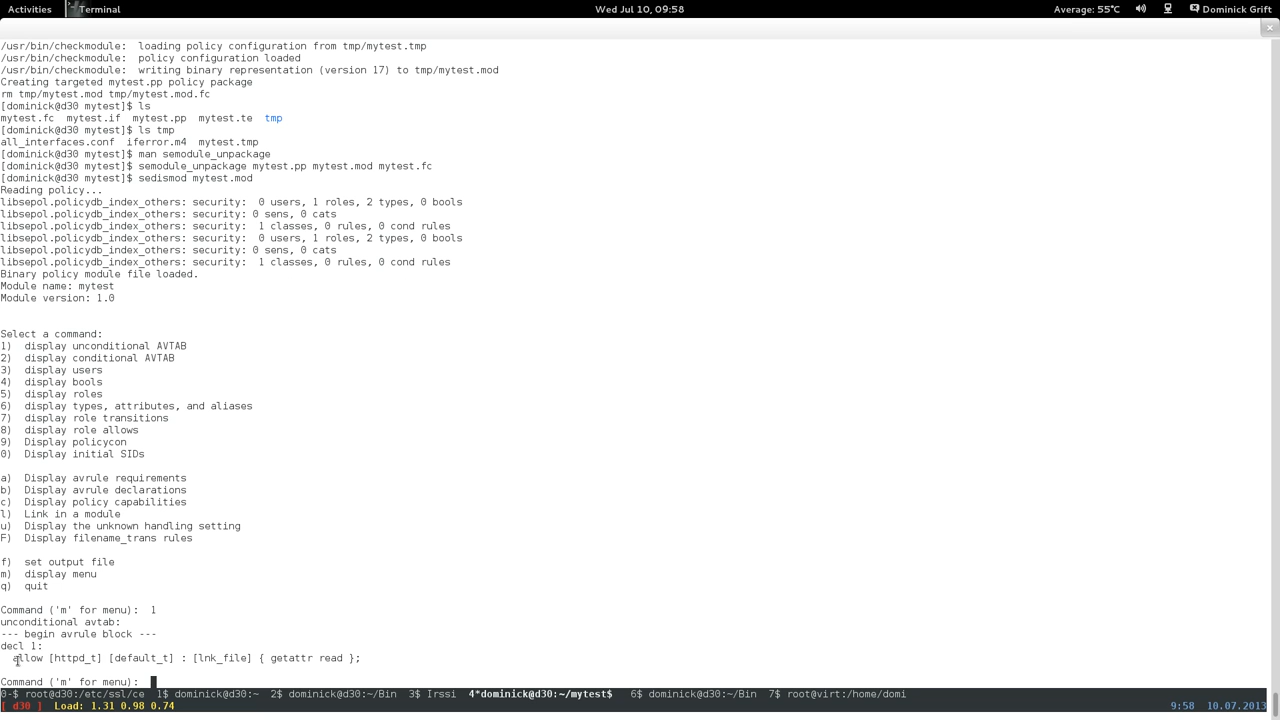 Activities Terminal Wed Jul 10, 09:58 Average: 55°C Dominick Grift
/usr/bin/checkmodule:  loading policy configuration from tmp/mytest.tmp
/usr/bin/checkmodule:  policy configuration loaded
/usr/bin/checkmodule:  writing binary representation (version 17) to tmp/mytest.mod
Creating targeted mytest.pp policy package
rm tmp/mytest.mod tmp/mytest.mod.fc
[dominick@d30 mytest]$ ls
mytest.fc  mytest.if  mytest.pp  mytest.te  tmp
[dominick@d30 mytest]$ ls tmp
all_interfaces.conf  iferror.m4  mytest.tmp
[dominick@d30 mytest]$ man semodule_unpackage
[dominick@d30 mytest]$ semodule_unpackage mytest.pp mytest.mod mytest.fc
[dominick@d30 mytest]$ sedismod mytest.mod
Reading policy...
libsepol.policydb_index_others: security:  0 users, 1 roles, 2 types, 0 bools
libsepol.policydb_index_others: security: 0 sens, 0 cats
libsepol.policydb_index_others: security:  1 classes, 0 rules, 0 cond rules
libsepol.policydb_index_others: security:  0 users, 1 roles, 2 types, 0 bools
libsepol.policydb_index_others: security: 0 sens, 0 cats
libsepol.policydb_index_others: security:  1 classes, 0 rules, 0 cond rules
Binary policy module file loaded.
Module name: mytest
Module version: 1.0
Select a command:
1)  display unconditional AVTAB
2)  display conditional AVTAB
3)  display users
4)  display bools
5)  display roles
6)  display types, attributes, and aliases
7)  display role transitions
8)  display role allows
9)  Display policycon
0)  Display initial SIDs
a)  Display avrule requirements
b)  Display avrule declarations
c)  Display policy capabilities
l)  Link in a module
u)  Display the unknown handling setting
F)  Display filename_trans rules
f)  set output file
m)  display menu
q)  quit
Command ('m' for menu):  1
unconditional avtab:
--- begin avrule block ---
decl 1:
  allow [httpd_t] [default_t] : [lnk_file] { getattr read };
Command ('m' for menu):
0-$ root@d30:/etc/ssl/ce  1$ dominick@d30:~  2$ dominick@d30:~/Bin  3$ Irssi  4*dominick@d30:~/mytest$   6$ dominick@d30:~/Bin  7$ root@virt:/home/domi
[ d30 ]  Load: 1.31 0.98 0.74 9:58  10.07.2013